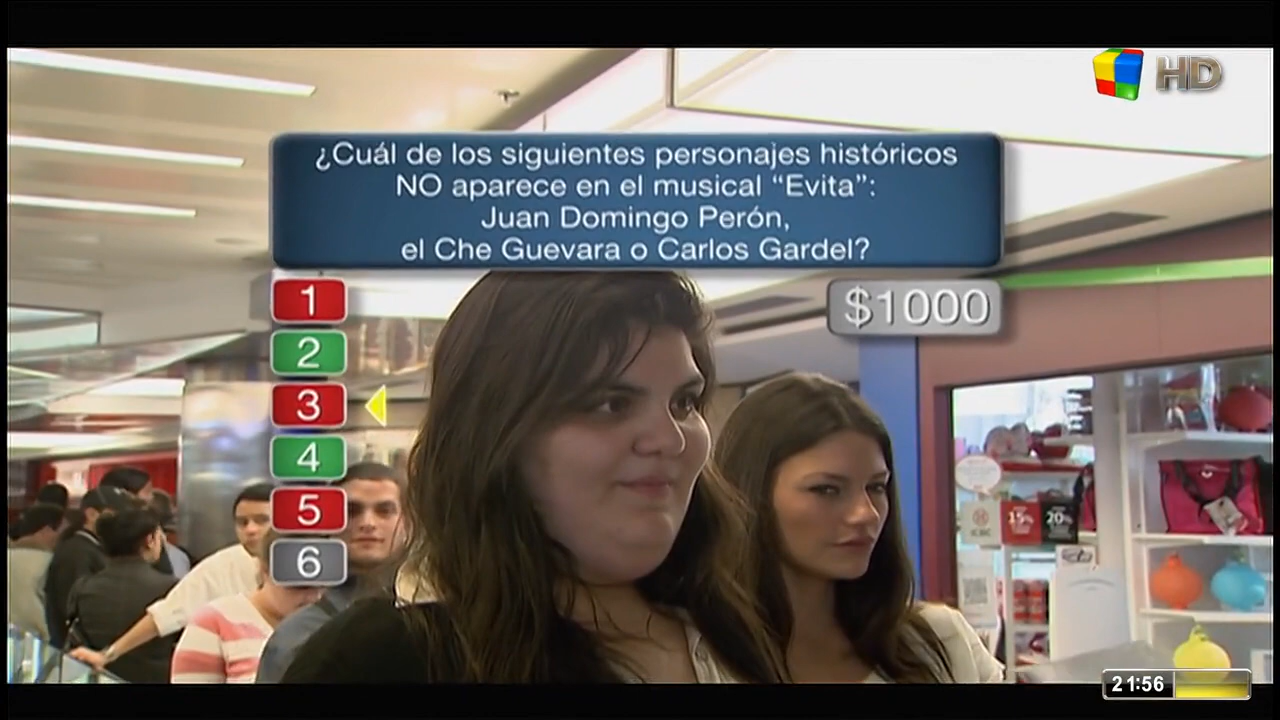 HD
¿Cuál de los siguientes personajes históricos
NO aparece en el musical “Evita”:
Juan Domingo Perón,
el Che Guevara o Carlos Gardel?
$1000
1
2
3
4
5
6
15%
20%
21:56